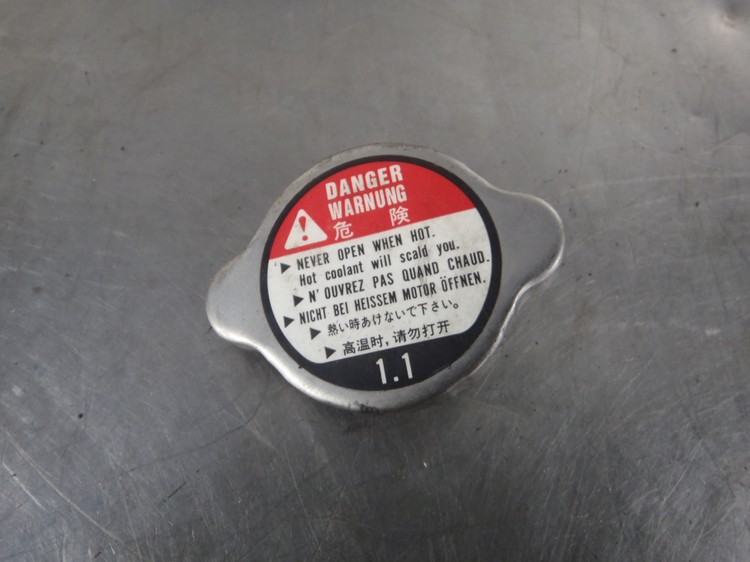 DANGER
WARNUNG
危険
▶ NEVER OPEN WHEN HOT.
Hot coolant will scald you.
▶ N'OUVREZ PAS QUAND CHAUD.
▶ NICHT BEI HEISSEM MOTOR ÖFFNEN.
▶ 熱い時あけないで下さい。
▶ 高温时,请勿打开
1.1